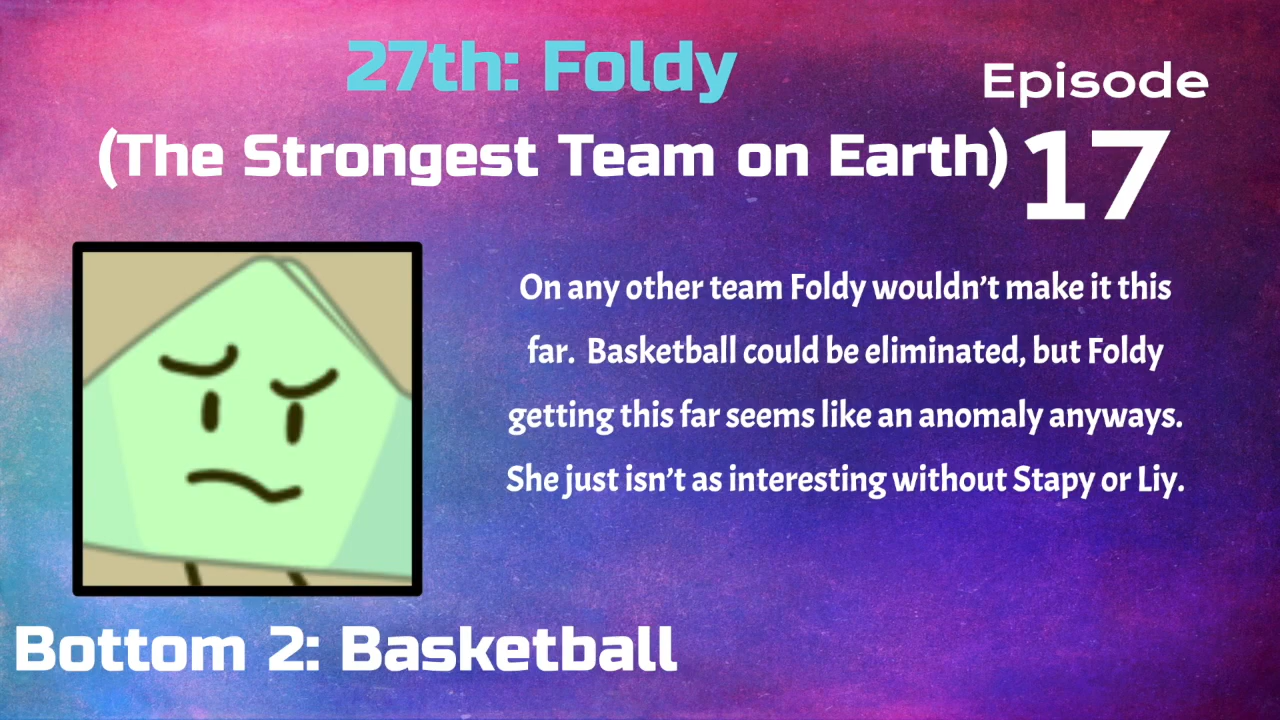 27th: Foldy
(The Strongest Team on Earth)
Episode
17
On any other team Foldy wouldn't make it this
far.  Basketball could be eliminated, but Foldy
getting this far seems like an anomaly anyways.
She just isn't as interesting without Stapy or Liy.
Bottom 2: Basketball